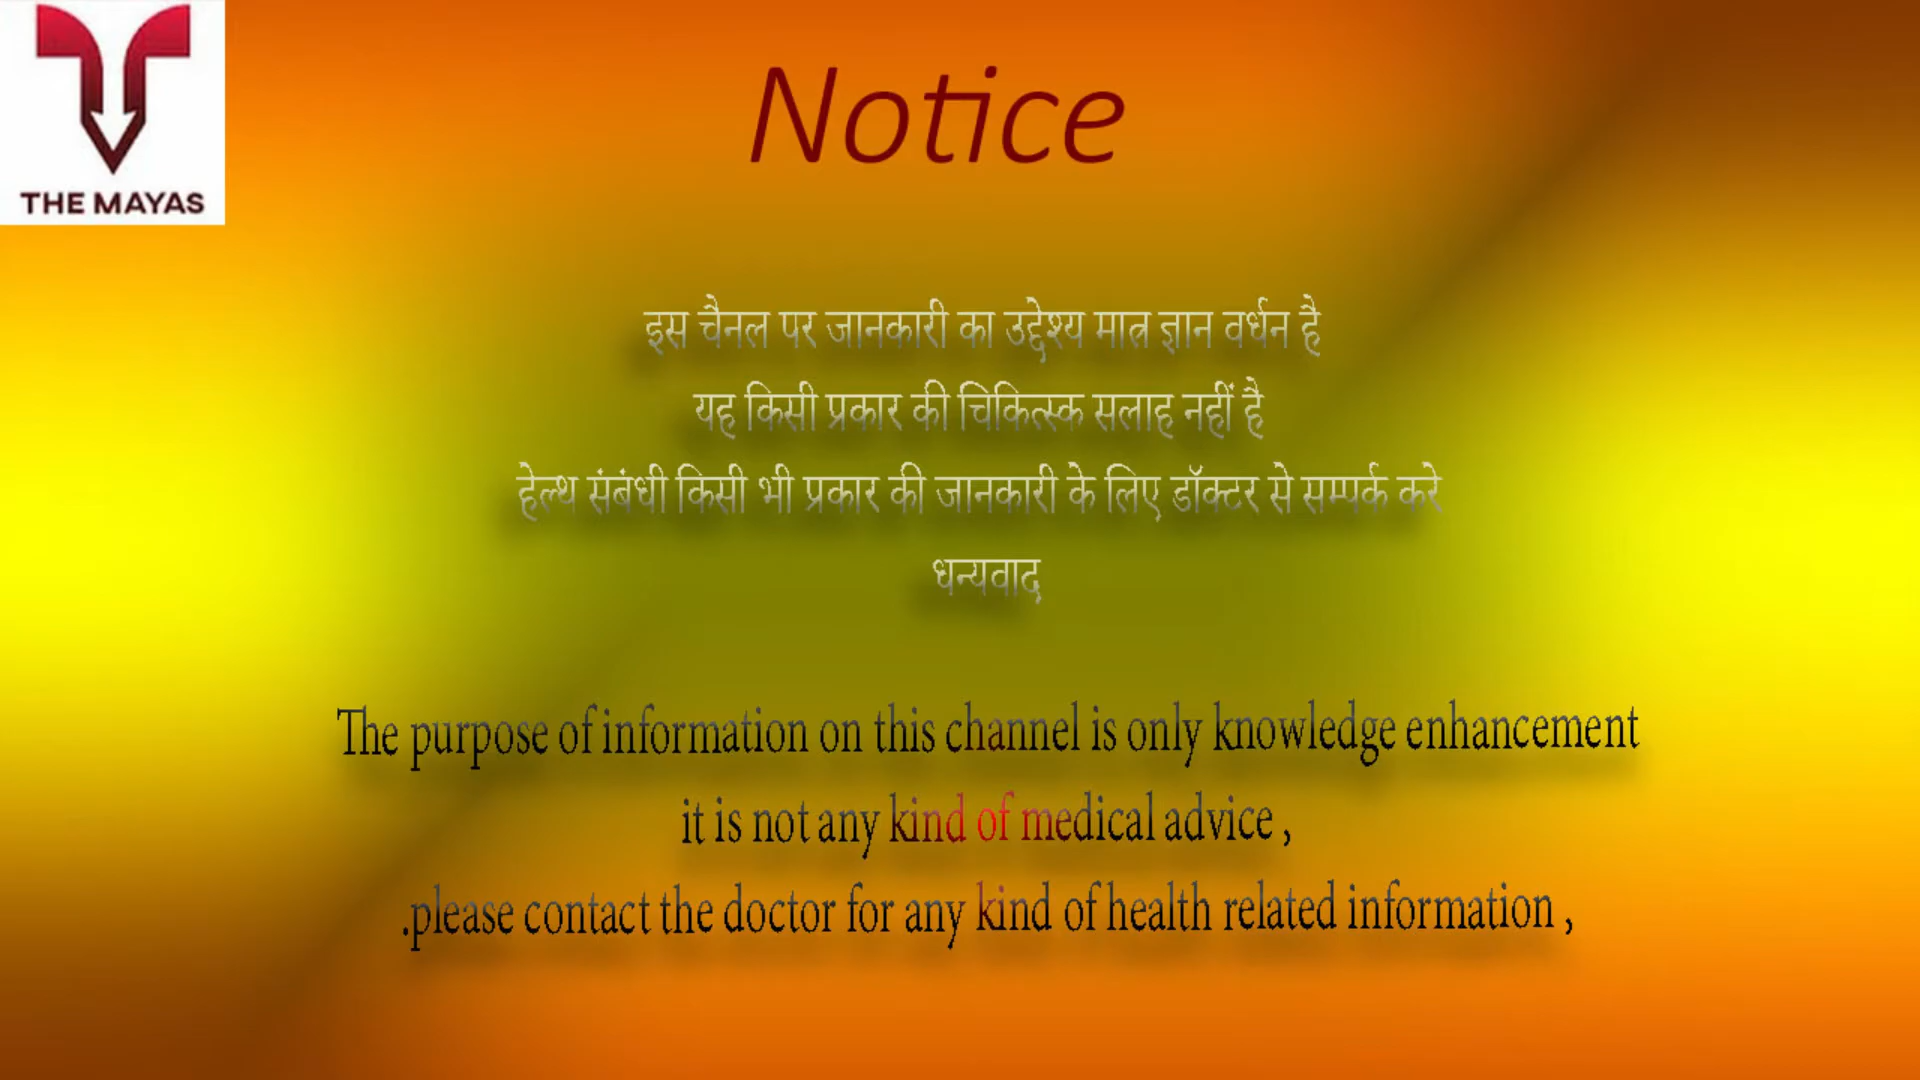 THE MAYAS
Notice
इस चैनल पर जानकारी का उद्देश्य मात्र ज्ञान वर्धन है
यह किसी प्रकार की चिकित्स्क सलाह नहीं है
हेल्थ संबंधी किसी भी प्रकार की जानकारी के लिए डॉक्टर से सम्पर्क करे
धन्यवाद
The purpose of information on this channel is only knowledge enhancement
it is not any kind of medical advice ,
.please contact the doctor for any kind of health related information ,